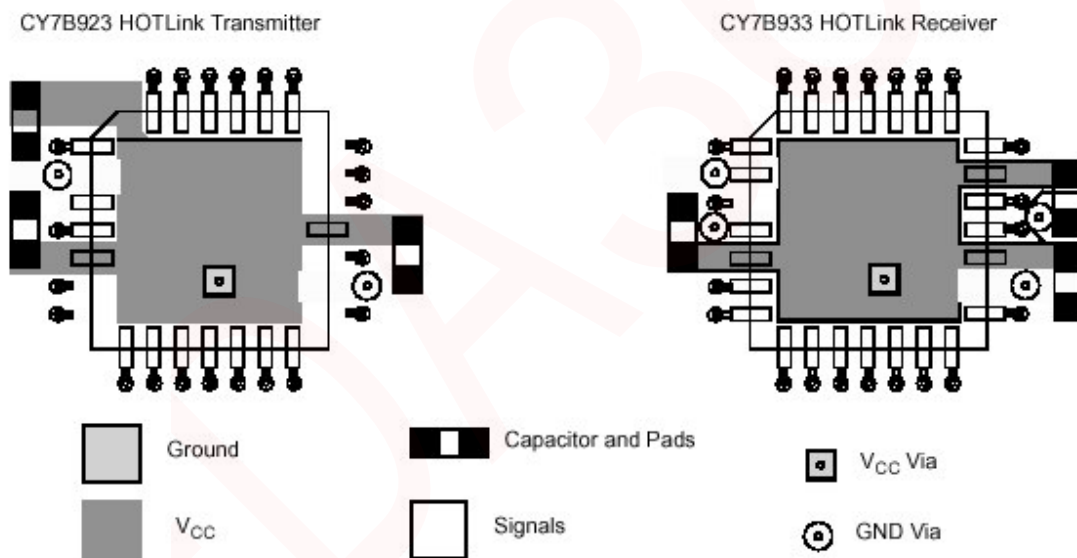 CY7B923 HOTLink Transmitter
CY7B933 HOTLink Receiver
Ground
Capacitor and Pads
VCC Via
VCC
Signals
GND Via